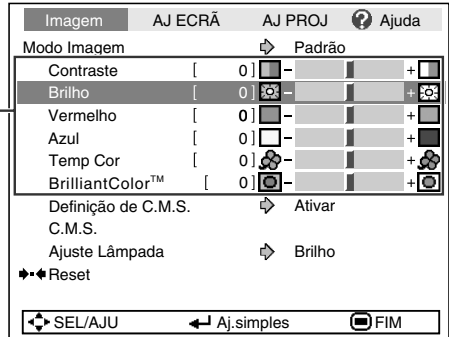 Imagem AJ ECRÃ AJ PROJ Ajuda
Modo Imagem Padrão
Contraste [ 0 ] − +
Brilho [ 0 ] − +
Vermelho [ 0 ] − +
Azul [ 0 ] − +
Temp Cor [ 0 ] − +
BrilliantColor™ [ 0 ] − +
Definição de C.M.S. Ativar
C.M.S.
Ajuste Lâmpada Brilho
Reset
SEL/AJU Aj.simples FIM